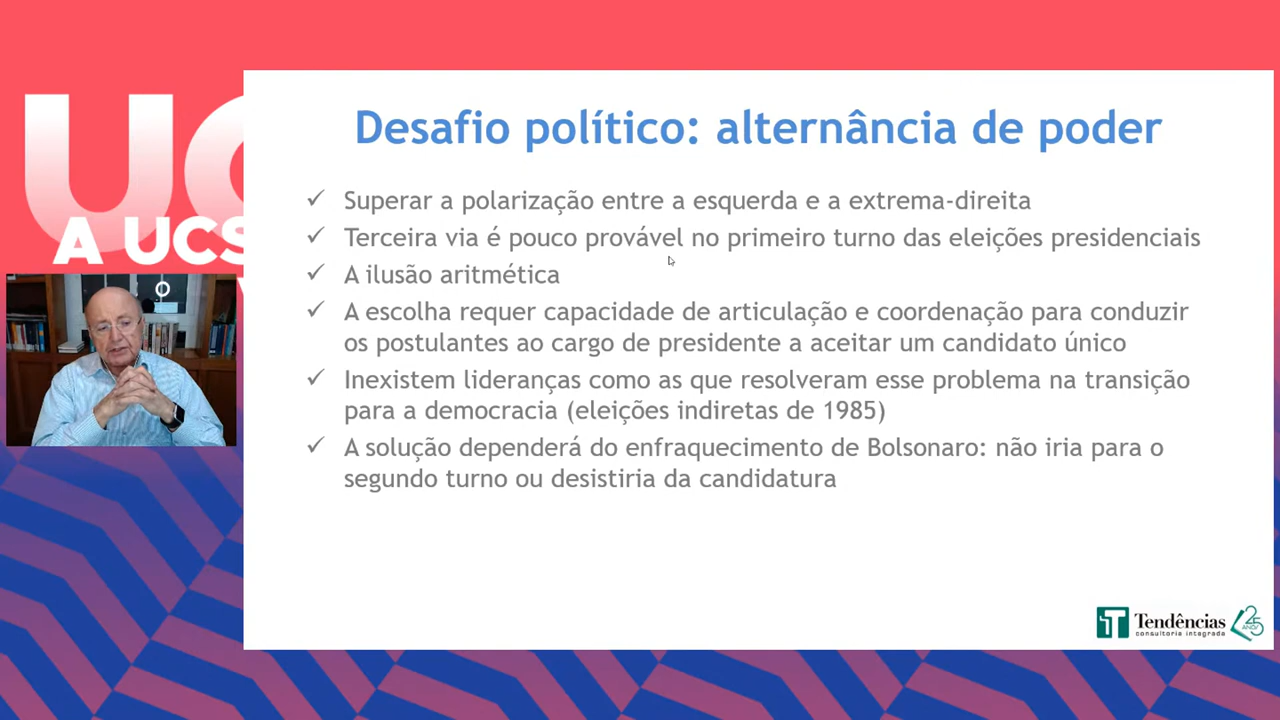 UC
A UCS
O V
Desafio político: alternância de poder
✓ Superar a polarização entre a esquerda e a extrema-direita
✓ Terceira via é pouco provável no primeiro turno das eleições presidenciais
✓ A ilusão aritmética
✓ A escolha requer capacidade de articulação e coordenação para conduzir
os postulantes ao cargo de presidente a aceitar um candidato único
✓ Inexistem lideranças como as que resolveram esse problema na transição
para a democracia (eleições indiretas de 1985)
✓ A solução dependerá do enfraquecimento de Bolsonaro: não iria para o
segundo turno ou desistiria da candidatura
T Tendências 25
consultoria integrada ANOS